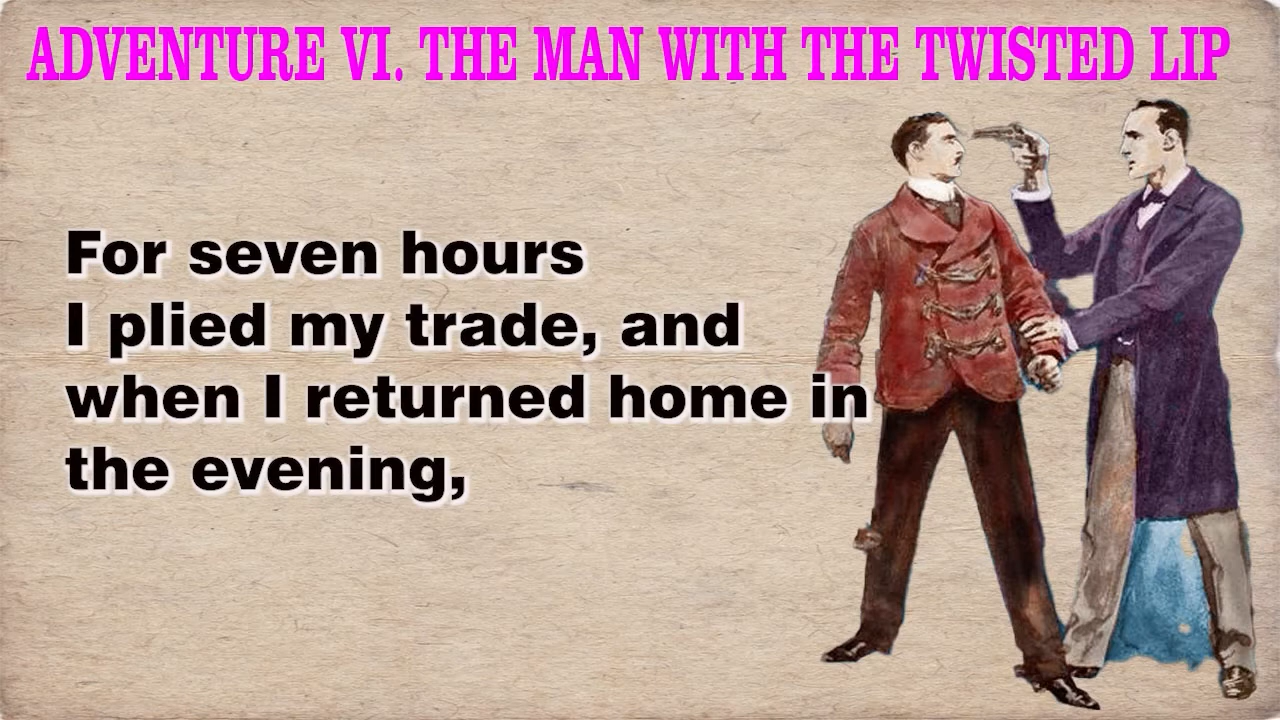 ADVENTURE VI. THE MAN WITH THE TWISTED LIP
For seven hours
I plied my trade, and
when I returned home in
the evening,